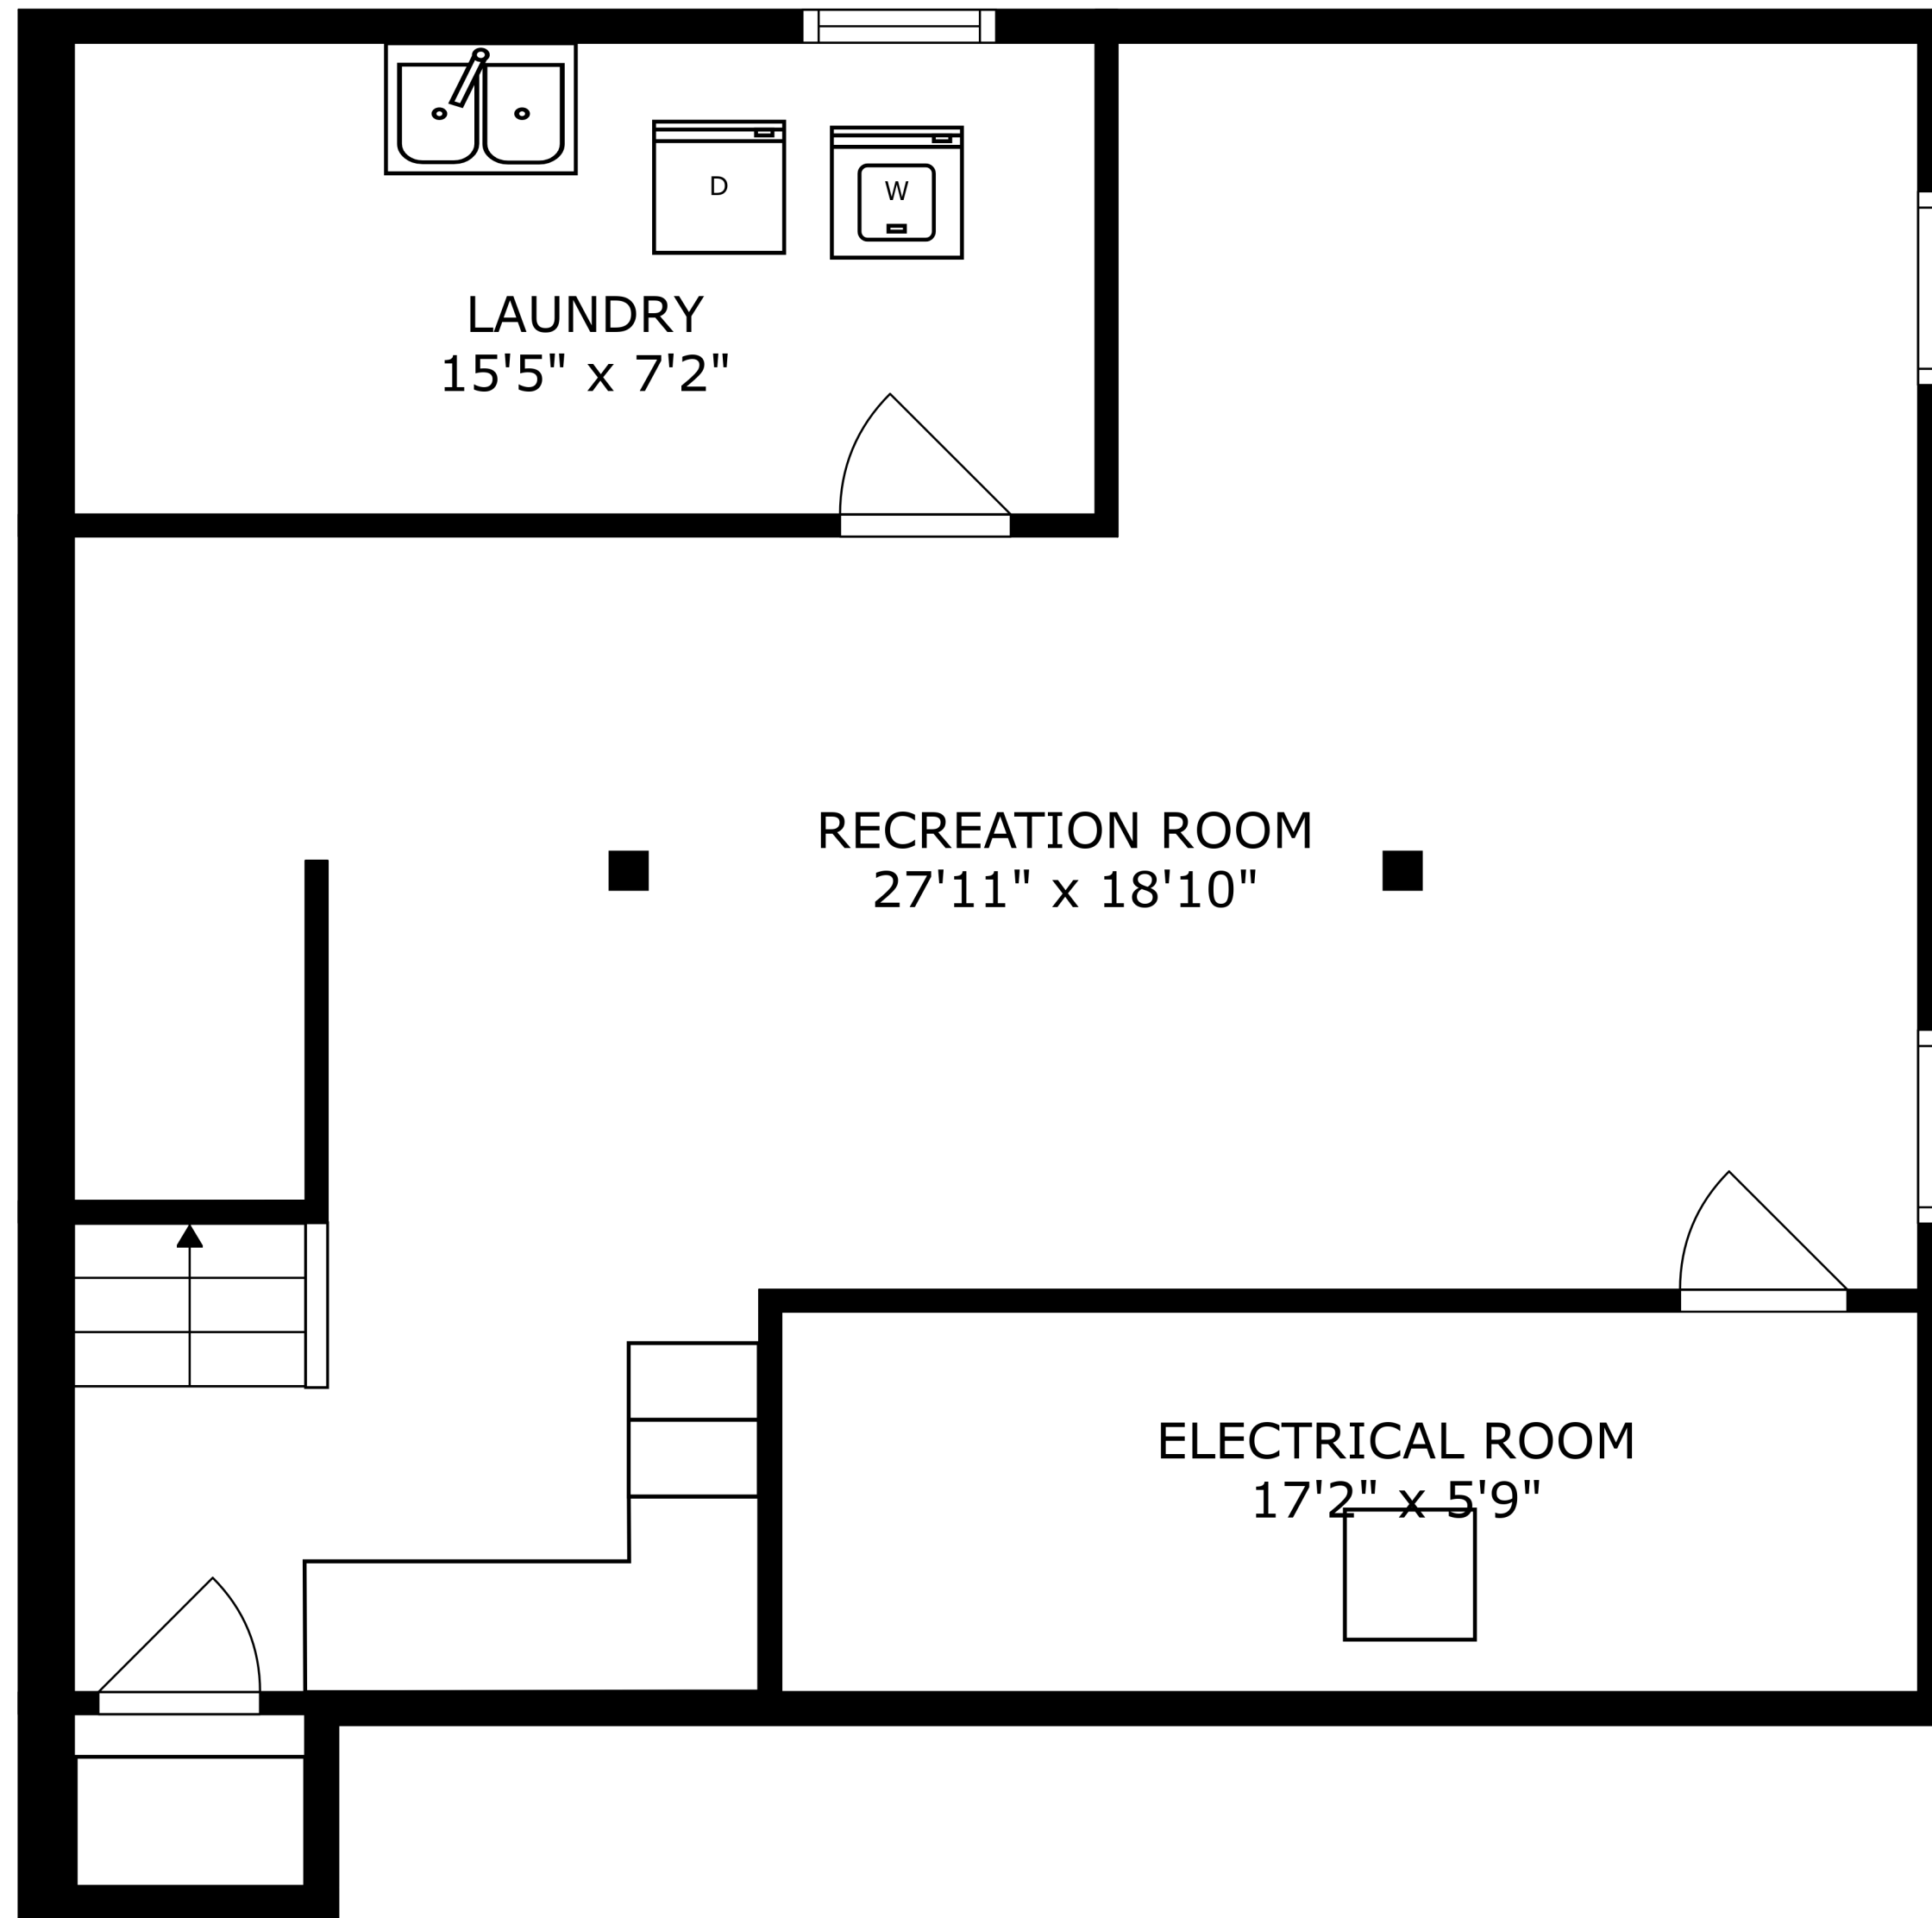 D
W
LAUNDRY
15'5" x 7'2"
RECREATION ROOM
27'11" x 18'10"
ELECTRICAL ROOM
17'2" x 5'9"